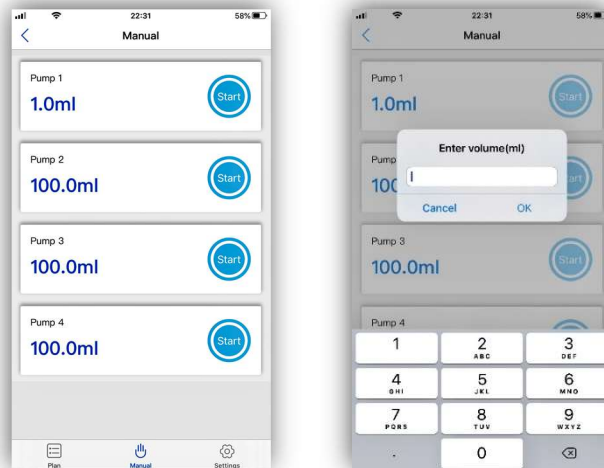 22:31
58%
Manual
Pump 1
1.0ml
Start
Pump 2
100.0ml
Start
Pump 3
100.0ml
Start
Pump 4
100.0ml
Start
Plan
Manual
Settings
22:31
58%
Manual
Pump 1
1.0ml
Start
Enter volume(ml)
Pump
100
art
Cancel
OK
Pump 3
100.0ml
Start
Pump 4
1
2
ABC
3
DEF
4
GHI
5
JKL
6
MNO
7
PQRS
8
TUV
9
WXYZ
.
0